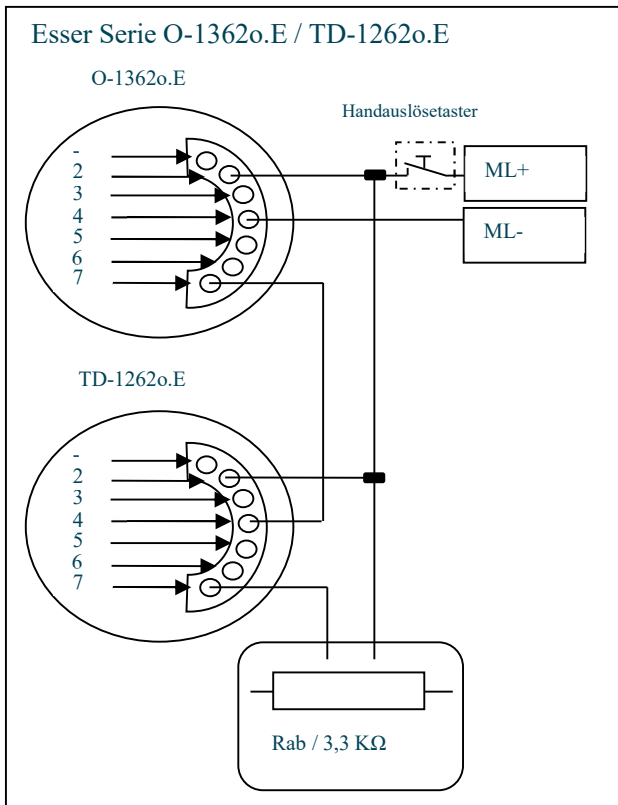 Esser Serie O-1362o.E / TD-1262o.E
O-1362o.E
Handauslösetaster
-
2
3
4
5
6
7
ML+
ML-
TD-1262o.E
-
2
3
4
5
6
7
Rab / 3,3 KΩ